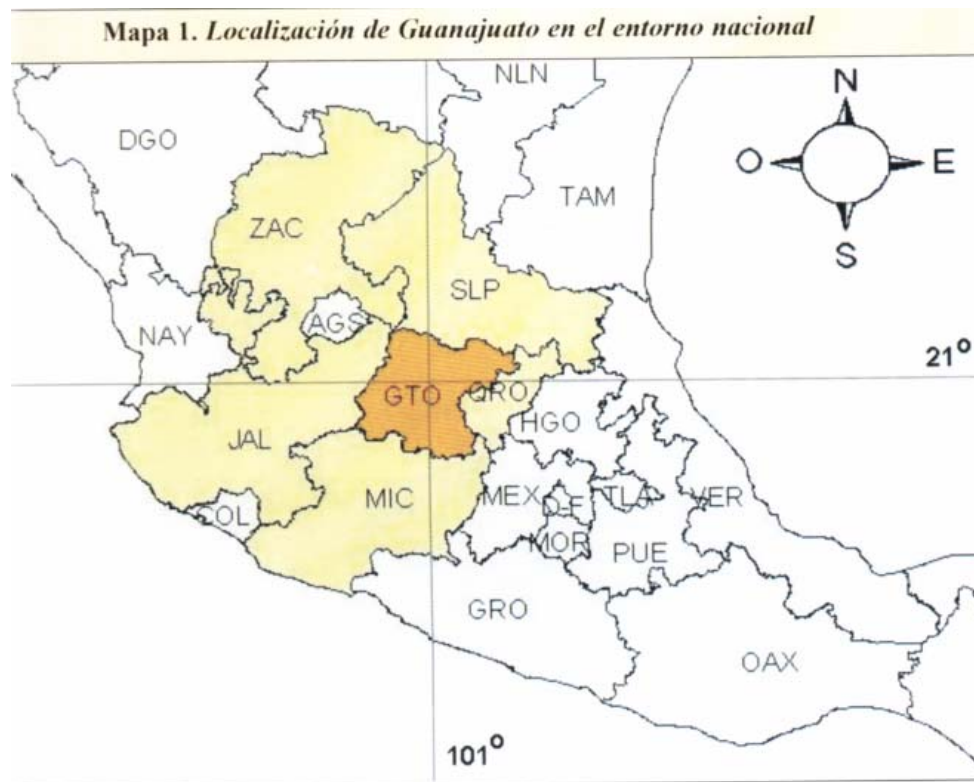 Mapa 1. Localización de Guanajuato en el entorno nacional
NLN
N
DGO
O
E
TAM
ZAC
S
SLP
AGS
NAY
21°
GTO
QRO
HGO
JAL
MIC
MEX
TLA
VER
COL
D-F
MOR
PUE
GRO
OAX
101°